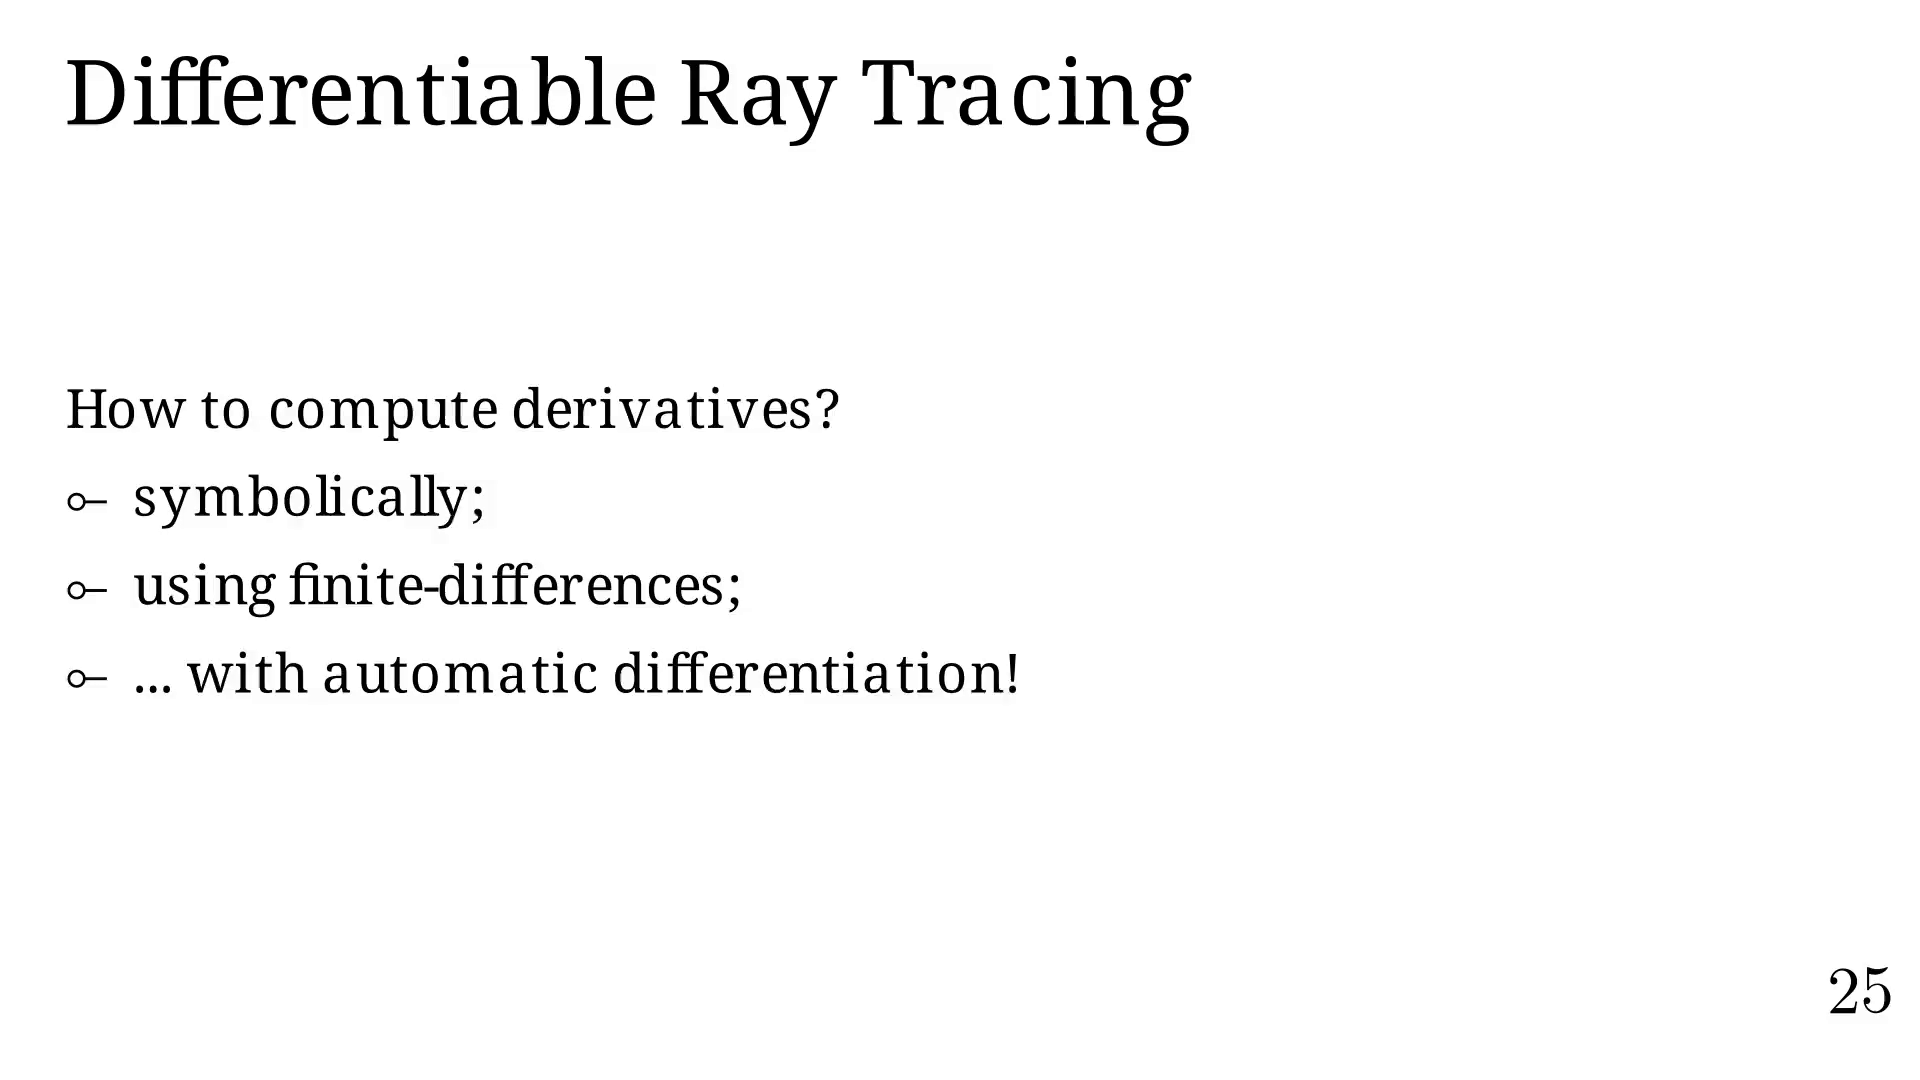 Differentiable Ray Tracing
How to compute derivatives?
⟜ symbolically;
⟜ using finite-differences;
⟜ ... with automatic differentiation!
25